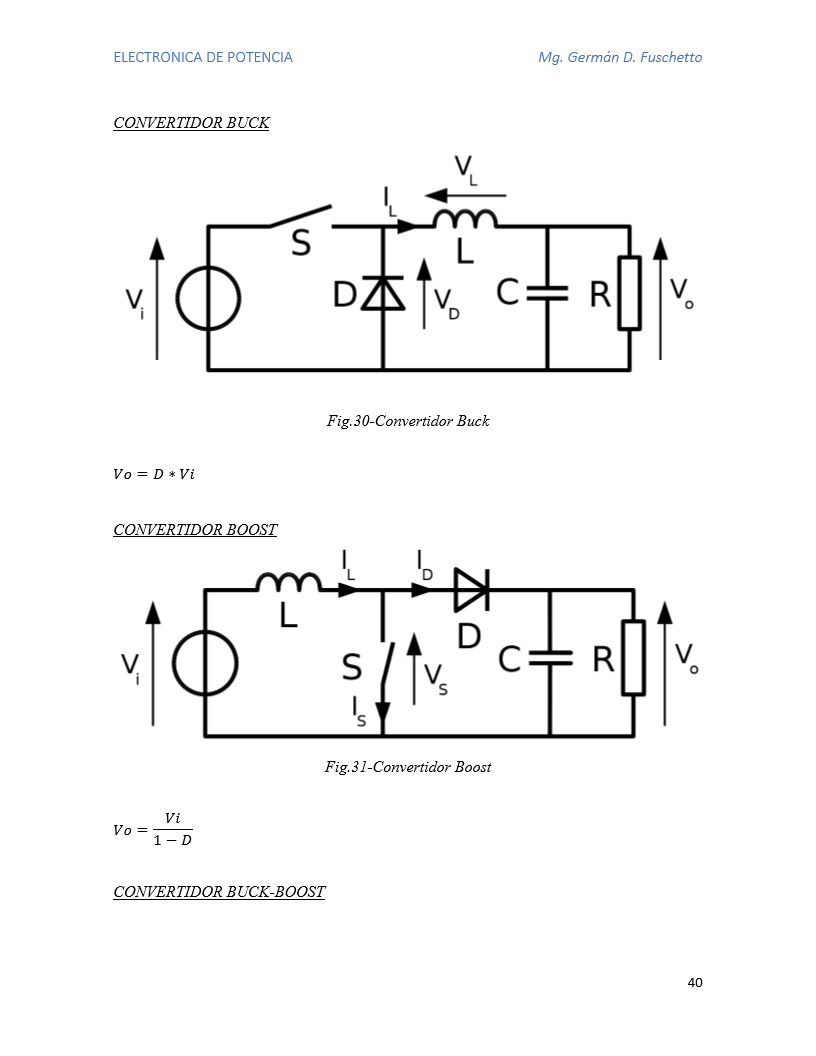 ELECTRONICA DE POTENCIA Mg. Germán D. Fuschetto
CONVERTIDOR BUCK
V_L
I_L
S
L
V_i
D
V_D
C
R
V_o
Fig.30-Convertidor Buck
Vo = D * Vi
CONVERTIDOR BOOST
I_L
I_D
L
D
V_i
S
V_S
I_S
C
R
V_o
Fig.31-Convertidor Boost
Vo = Vi / (1 − D)
CONVERTIDOR BUCK-BOOST
40